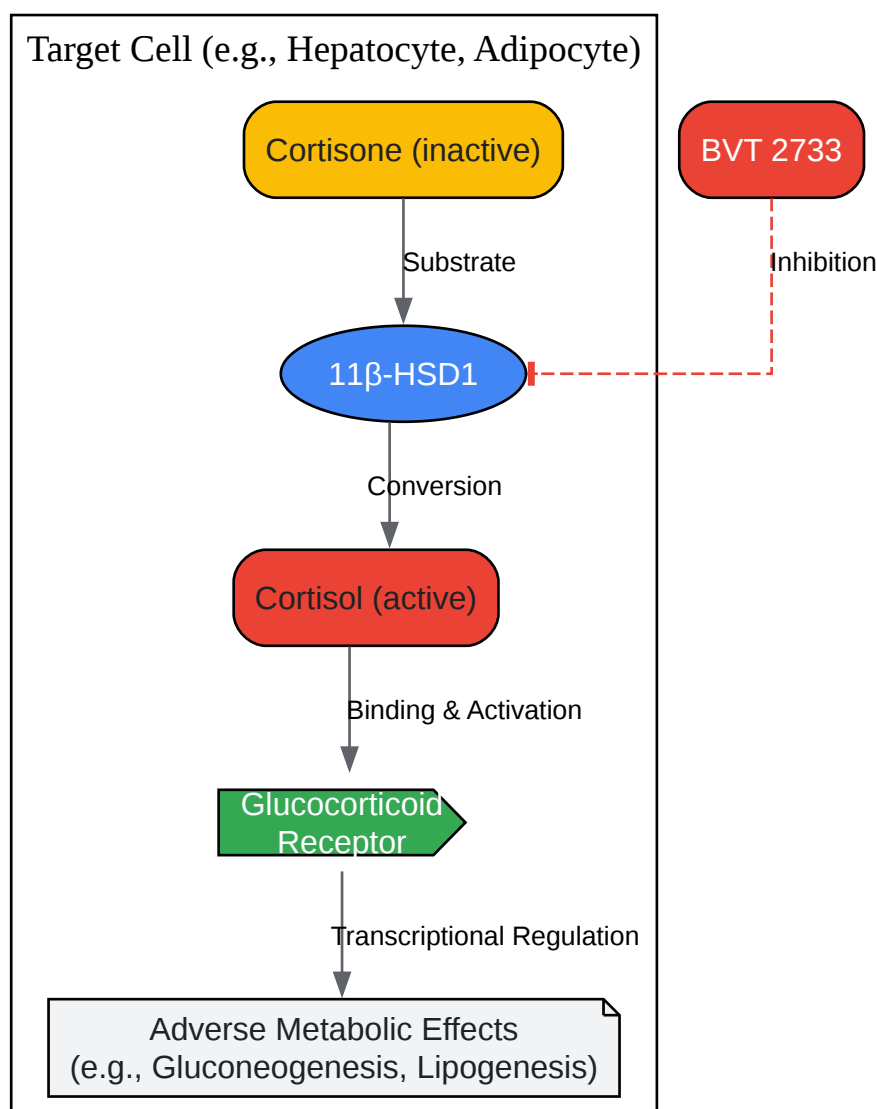 Target Cell (e.g., Hepatocyte, Adipocyte)
Cortisone (inactive)
BVT 2733
Substrate
Inhibition
11β-HSD1
Conversion
Cortisol (active)
Binding & Activation
Glucocorticoid
Receptor
Transcriptional Regulation
Adverse Metabolic Effects
(e.g., Gluconeogenesis, Lipogenesis)